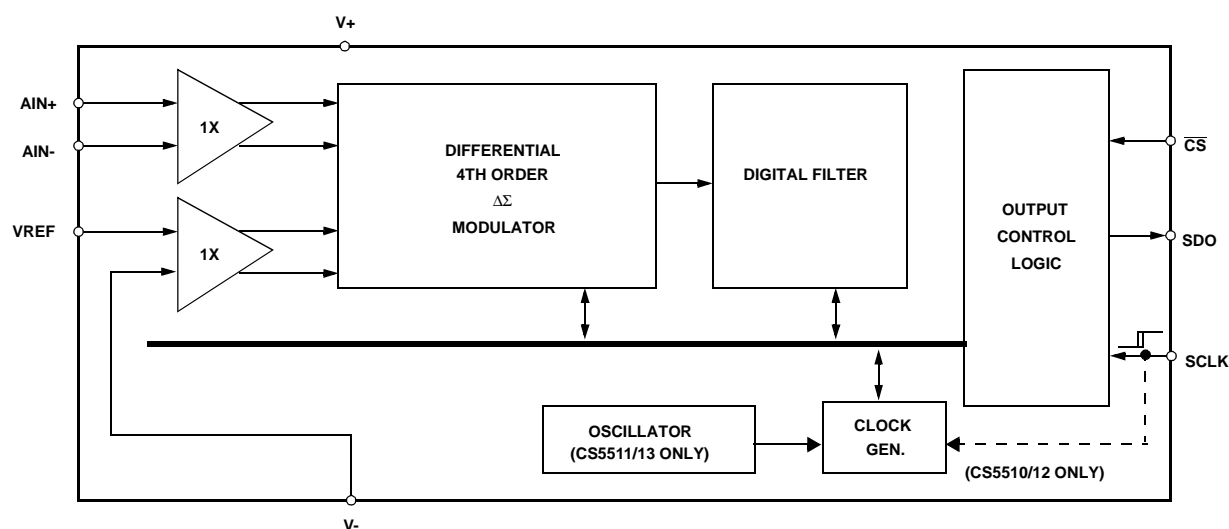 V+
AIN+
AIN-
1X
VREF
1X
DIFFERENTIAL
4TH ORDER
ΔΣ
MODULATOR
DIGITAL FILTER
OUTPUT
CONTROL
LOGIC
CS
SDO
SCLK
OSCILLATOR
(CS5511/13 ONLY)
CLOCK
GEN.
(CS5510/12 ONLY)
V-